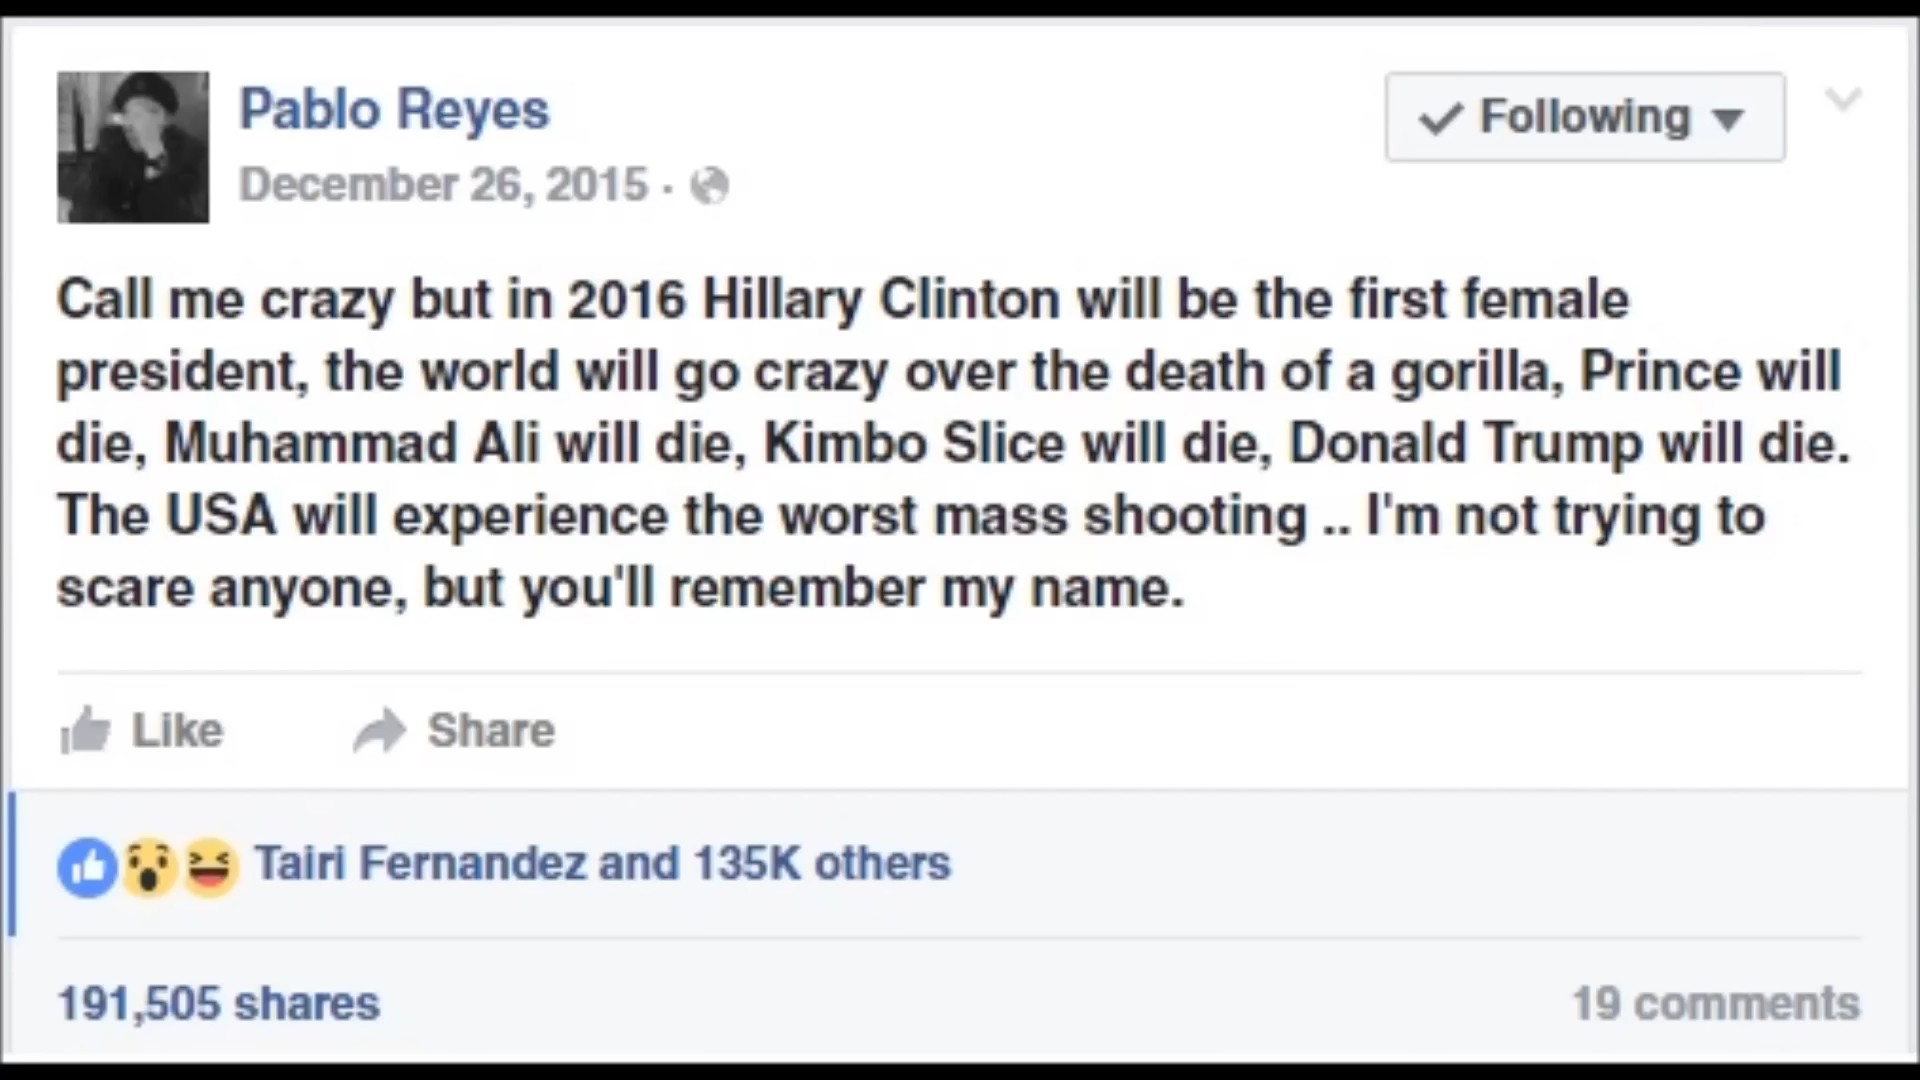 Pablo Reyes
Following
December 26, 2015 ·
Call me crazy but in 2016 Hillary Clinton will be the first female
president, the world will go crazy over the death of a gorilla, Prince will
die, Muhammad Ali will die, Kimbo Slice will die, Donald Trump will die.
The USA will experience the worst mass shooting .. I'm not trying to
scare anyone, but you'll remember my name.
Like Share
Tairi Fernandez and 135K others
191,505 shares 19 comments